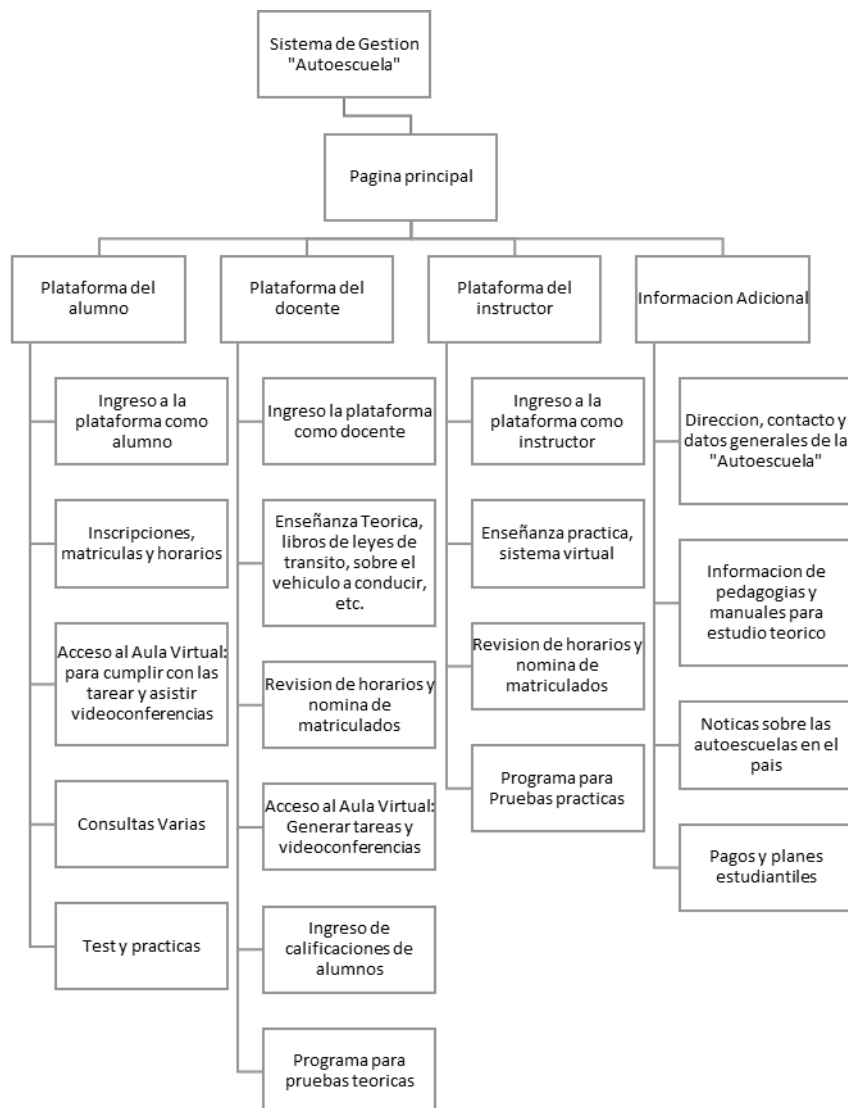 Sistema de Gestion
"Autoescuela"
Pagina principal
Plataforma del
alumno
Ingreso a la
plataforma como
alumno
Inscripciones,
matriculas y horarios
Acceso al Aula Virtual:
para cumplir con las
tarear y asistir
videoconferencias
Consultas Varias
Test y practicas
Plataforma del
docente
Ingreso la plataforma
como docente
Enseñanza Teorica,
libros de leyes de
transito, sobre el
vehiculo a conducir,
etc.
Revision de horarios y
nomina de
matriculados
Acceso al Aula Virtual:
Generar tareas y
videoconferencias
Ingreso de
calificaciones de
alumnos
Programa para
pruebas teoricas
Plataforma del
instructor
Ingreso a la
plataforma como
instructor
Enseñanza practica,
sistema virtual
Revision de horarios y
nomina de
matriculados
Programa para
Pruebas practicas
Informacion Adicional
Direccion, contacto y
datos generales de la
"Autoescuela"
Informacion de
pedagogias y
manuales para
estudio teorico
Noticas sobre las
autoescuelas en el
pais
Pagos y planes
estudiantiles